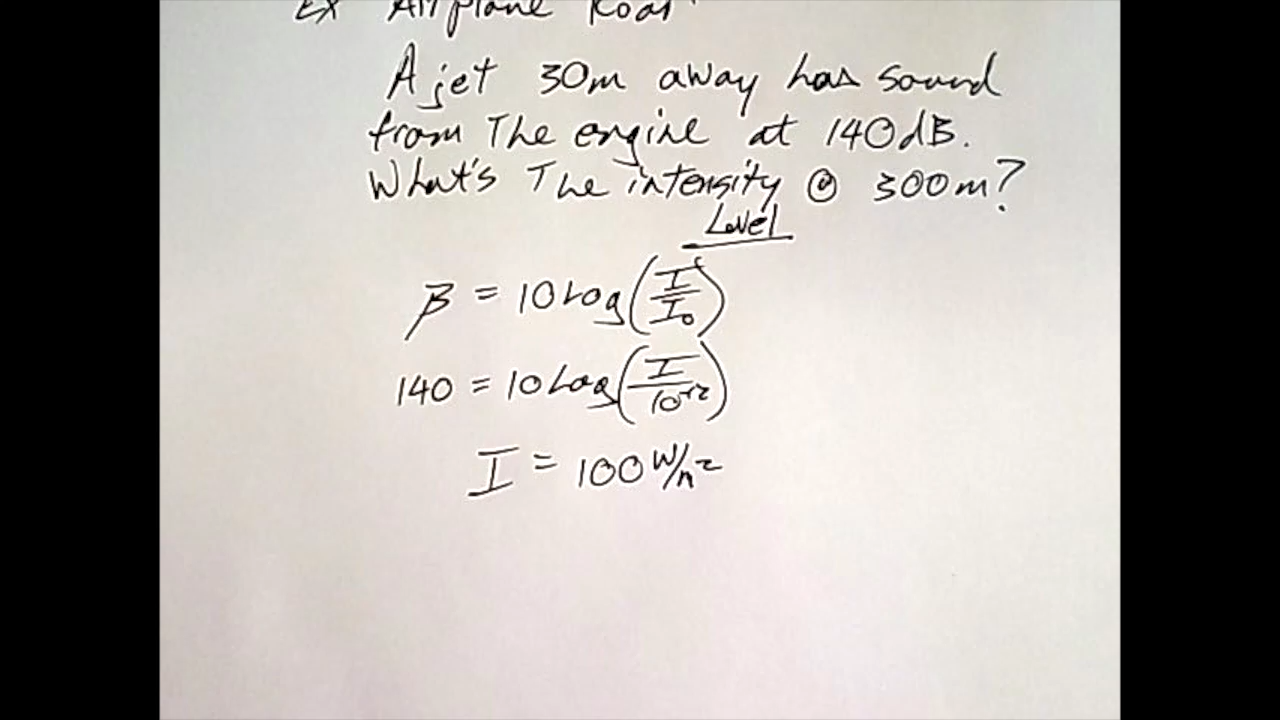 Ex Airplane Roar
A jet 30m away has sound
from The engine at 140dB.
What's The intensity @ 300m?
Level
β = 10 Log(I/I₀)
140 = 10 Log(I/10⁻¹²)
I = 100 W/m²